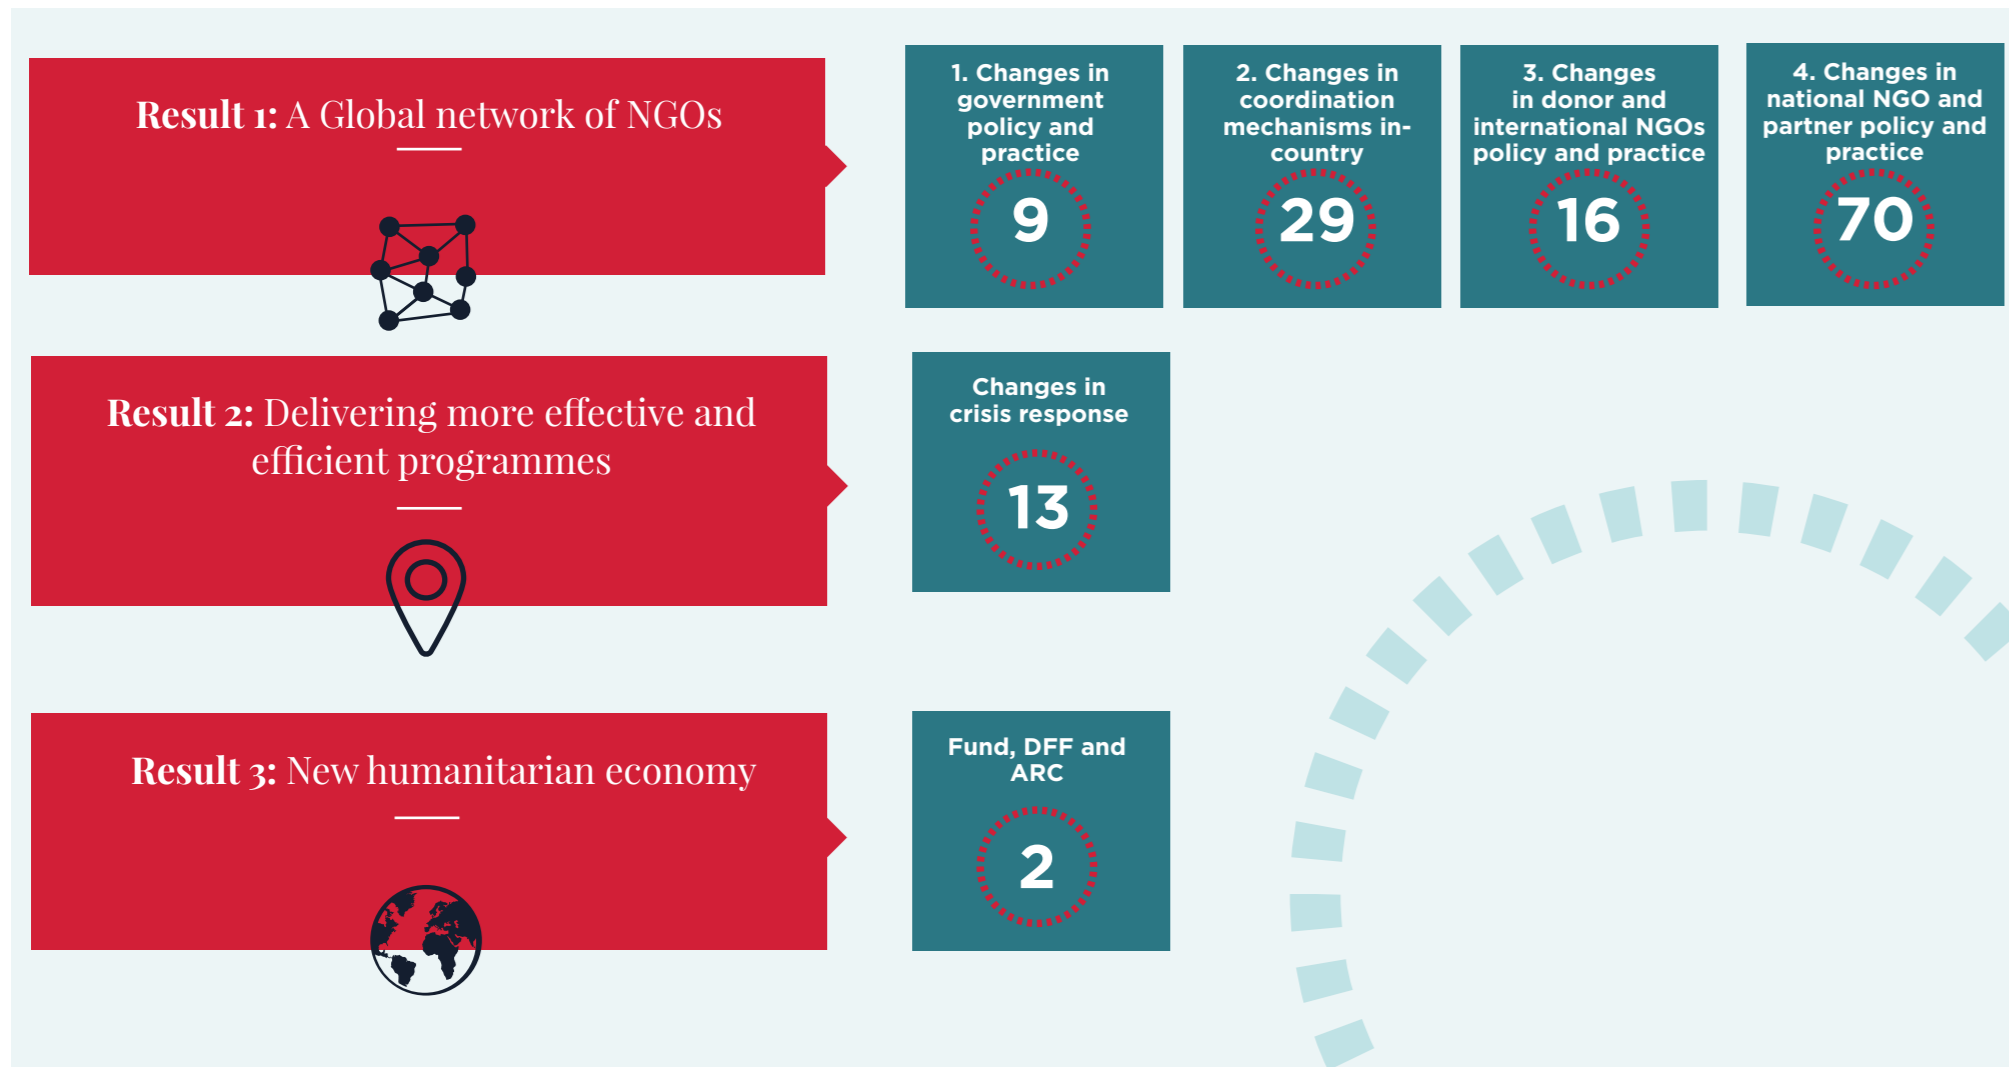 Result 1: A Global network of NGOs
1. Changes in
government
policy and
practice
9
2. Changes in
coordination
mechanisms in-
country
29
3. Changes
in donor and
international NGOs
policy and practice
16
4. Changes in
national NGO and
partner policy and
practice
70
Result 2: Delivering more effective and
efficient programmes
Changes in
crisis response
13
Result 3: New humanitarian economy
Fund, DFF and
ARC
2